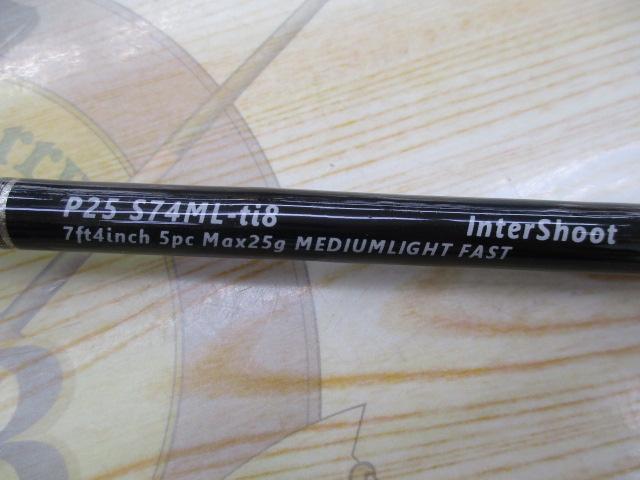 P25 S74ML-ti8 InterShoot
7ft4inch 5pc Max25g MEDIUMLIGHT FAST